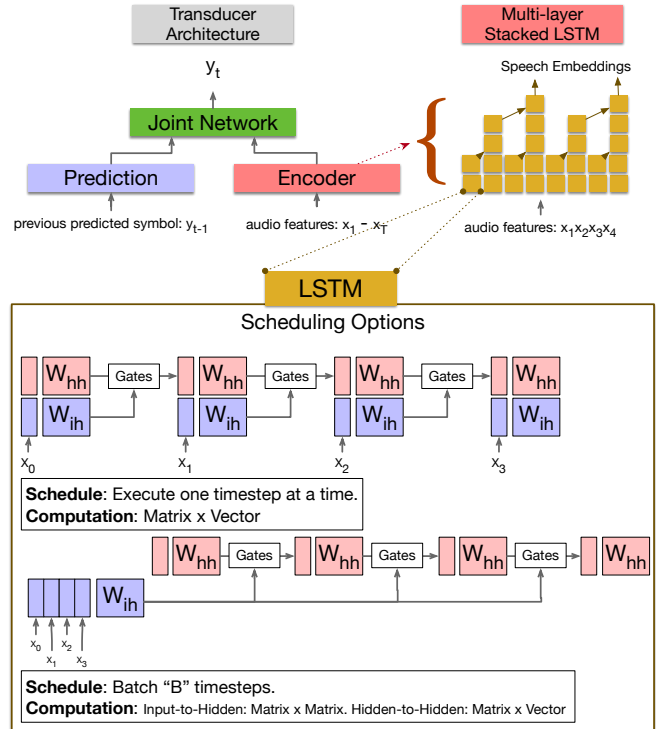 Transducer
Architecture
Multi-layer
Stacked LSTM
y_t
Speech Embeddings
Joint Network
Prediction
Encoder
previous predicted symbol: y_{t-1}
audio features: x_1 - x_T
audio features: x_1x_2x_3x_4
LSTM
Scheduling Options
W_hh Gates W_hh Gates W_hh Gates W_hh
W_ih W_ih W_ih W_ih
x_0 x_1 x_2 x_3
Schedule: Execute one timestep at a time.
Computation: Matrix x Vector
W_hh Gates W_hh Gates W_hh Gates W_hh
W_ih
x_0 x_1 x_2 x_3
Schedule: Batch “B” timesteps.
Computation: Input-to-Hidden: Matrix x Matrix. Hidden-to-Hidden: Matrix x Vector